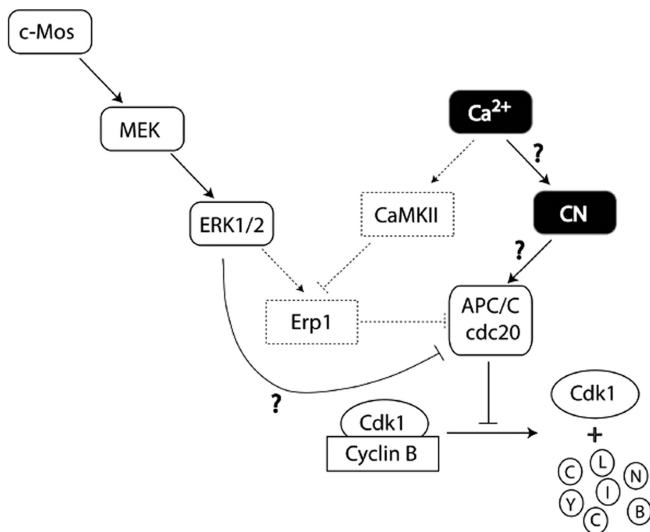 c-Mos
MEK
Ca²⁺
?
CaMKII
CN
ERK1/2
?
APC/C
cdc20
Erp1
?
Cdk1
Cyclin B
Cdk1
+
C
L
N
Y
I
C
B